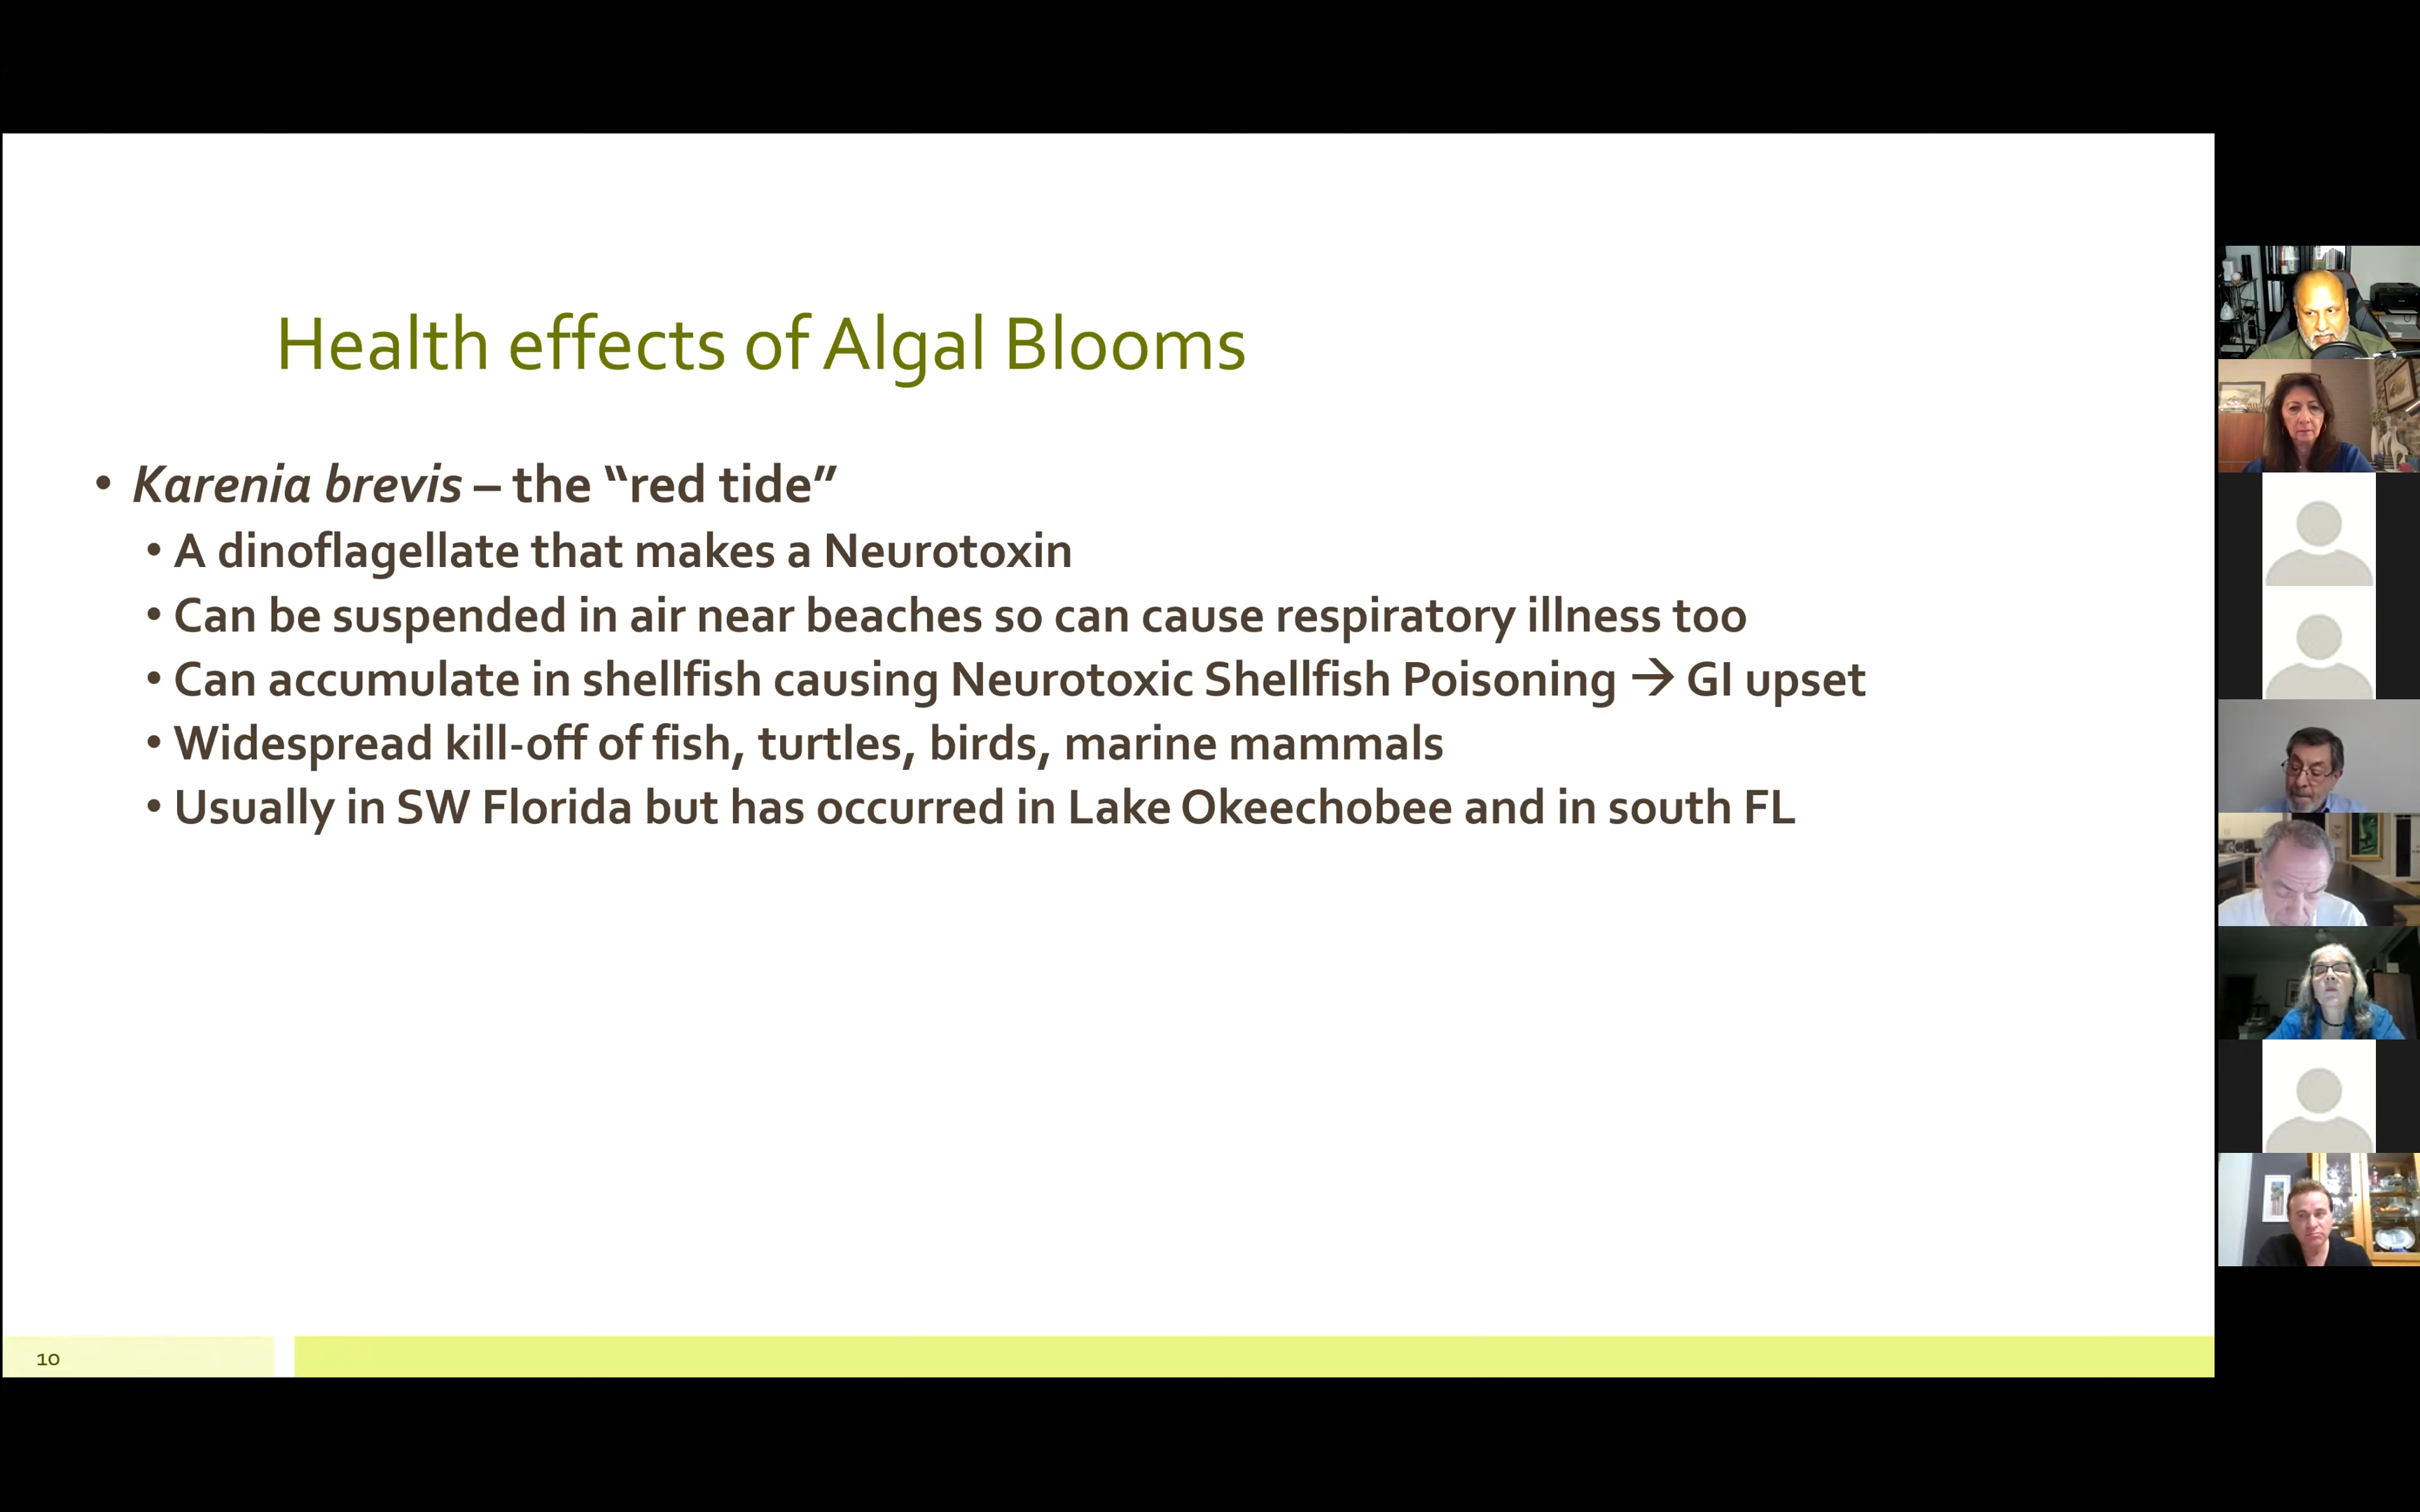 Health effects of Algal Blooms
• Karenia brevis – the “red tide”
• A dinoflagellate that makes a Neurotoxin
• Can be suspended in air near beaches so can cause respiratory illness too
• Can accumulate in shellfish causing Neurotoxic Shellfish Poisoning → GI upset
• Widespread kill-off of fish, turtles, birds, marine mammals
• Usually in SW Florida but has occurred in Lake Okeechobee and in south FL
10